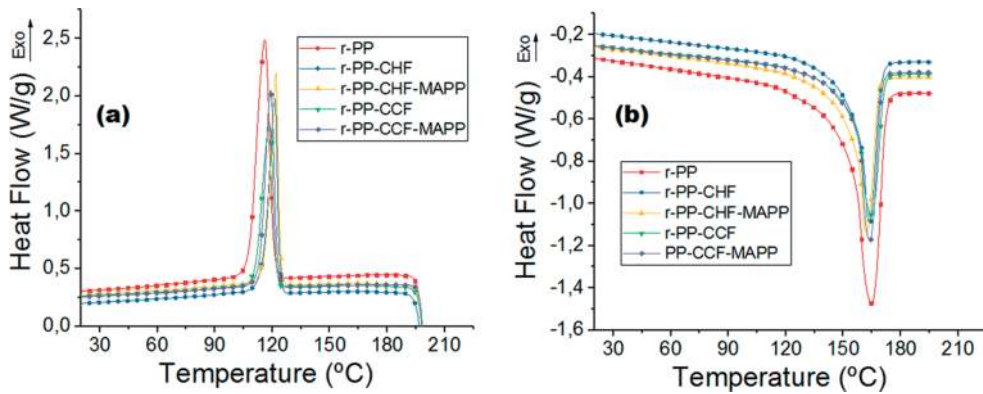 Exo
Heat Flow (W/g)
2,5
2,0
1,5
1,0
0,5
0,0
(a)
r-PP
r-PP-CHF
r-PP-CHF-MAPP
r-PP-CCF
r-PP-CCF-MAPP
30 60 90 120 150 180 210
Temperature (ºC)
Exo
Heat Flow (W/g)
-0,2
-0,4
-0,6
-0,8
-1,0
-1,2
-1,4
-1,6
(b)
r-PP
r-PP-CHF
r-PP-CHF-MAPP
r-PP-CCF
PP-CCF-MAPP
30 60 90 120 150 180 210
Temperature (ºC)